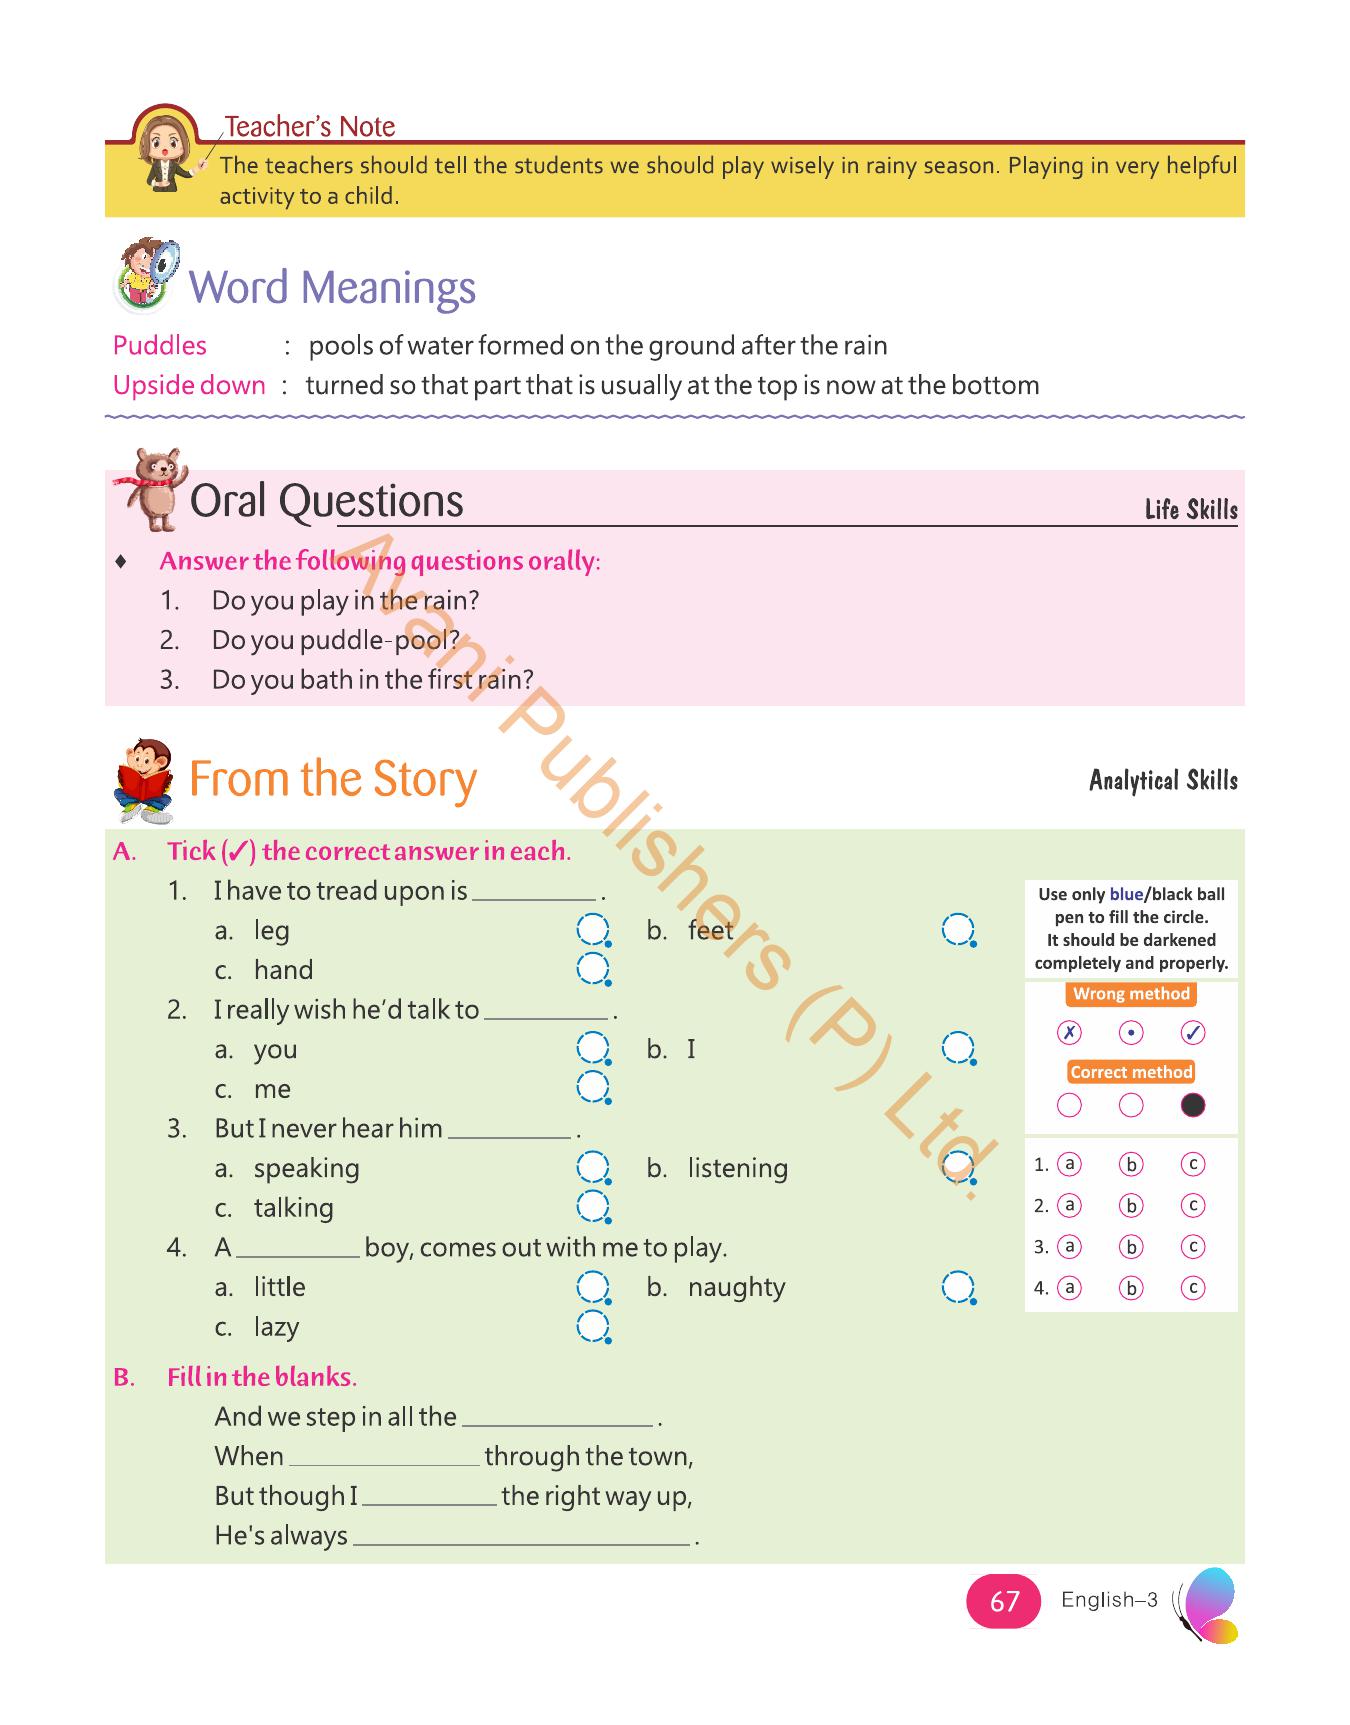 Teacher's Note
The teachers should tell the students we should play wisely in rainy season. Playing in very helpful
activity to a child.
Word Meanings
Puddles : pools of water formed on the ground after the rain
Upside down : turned so that part that is usually at the top is now at the bottom
Oral Questions Life Skills
♦ Answer the following questions orally:
1. Do you play in the rain?
2. Do you puddle-pool?
3. Do you bath in the first rain?
From the Story Analytical Skills
A. Tick (✓) the correct answer in each.
1. I have to tread upon is __________ .
a. leg b. feet
c. hand
2. I really wish he'd talk to __________ .
a. you b. I
c. me
3. But I never hear him __________ .
a. speaking b. listening
c. talking
4. A __________ boy, comes out with me to play.
a. little b. naughty
c. lazy
Use only blue/black ball
pen to fill the circle.
It should be darkened
completely and properly.
Wrong method
✗ • ✓
Correct method
1. a b c
2. a b c
3. a b c
4. a b c
B. Fill in the blanks.
And we step in all the _______________ .
When _______________ through the town,
But though I ___________ the right way up,
He's always ___________________________ .
67 English–3
Avani Publishers (P) Ltd.